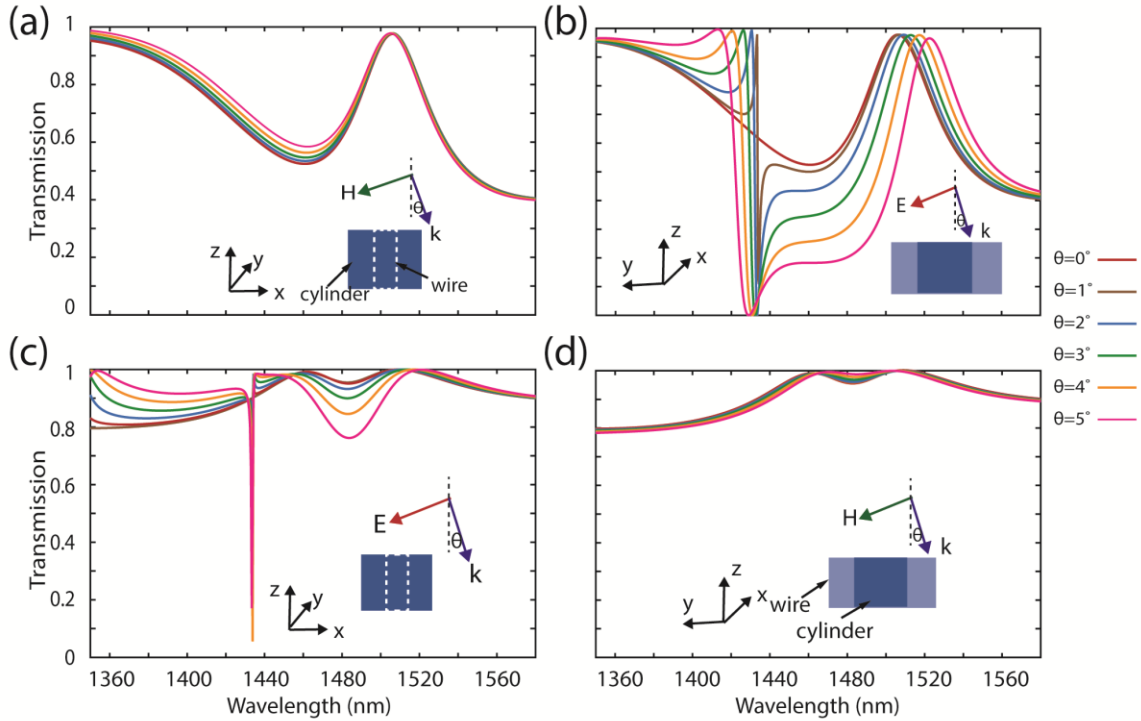 (a)
(b)
Transmission
1
0.8
0.6
0.4
0.2
0
H
θ
k
z
y
x
cylinder
wire
E
θ
k
z
x
y
θ=0°
θ=1°
θ=2°
θ=3°
θ=4°
θ=5°
(c)
(d)
Transmission
1
0.8
0.6
0.4
0.2
0
E
θ
k
z
y
x
H
θ
k
z
x
y
wire
cylinder
1360 1400 1440 1480 1520 1560
1400 1440 1480 1520 1560
Wavelength (nm)
Wavelength (nm)